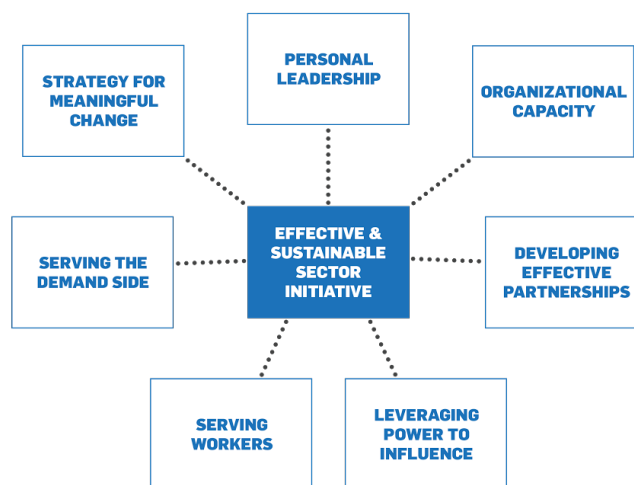 PERSONAL
LEADERSHIP
STRATEGY FOR
MEANINGFUL
CHANGE
ORGANIZATIONAL
CAPACITY
EFFECTIVE &
SUSTAINABLE
SECTOR
INITIATIVE
SERVING THE
DEMAND SIDE
DEVELOPING
EFFECTIVE
PARTNERSHIPS
SERVING
WORKERS
LEVERAGING
POWER TO
INFLUENCE